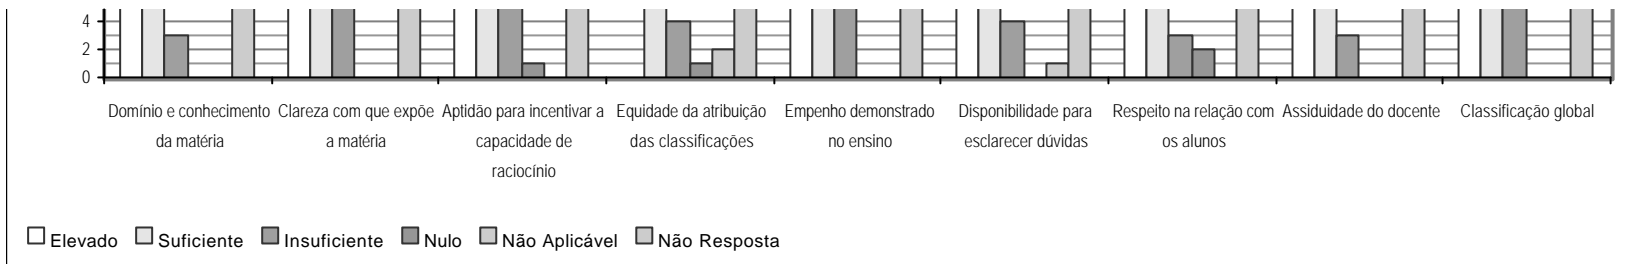 4
2
0
Domínio e conhecimento Clareza com que expõe Aptidão para incentivar a Equidade da atribuição Empenho demonstrado Disponibilidade para Respeito na relação com Assiduidade do docente Classificação global
da matéria a matéria capacidade de das classificações no ensino esclarecer dúvidas os alunos
raciocínio
Elevado Suficiente Insuficiente Nulo Não Aplicável Não Resposta